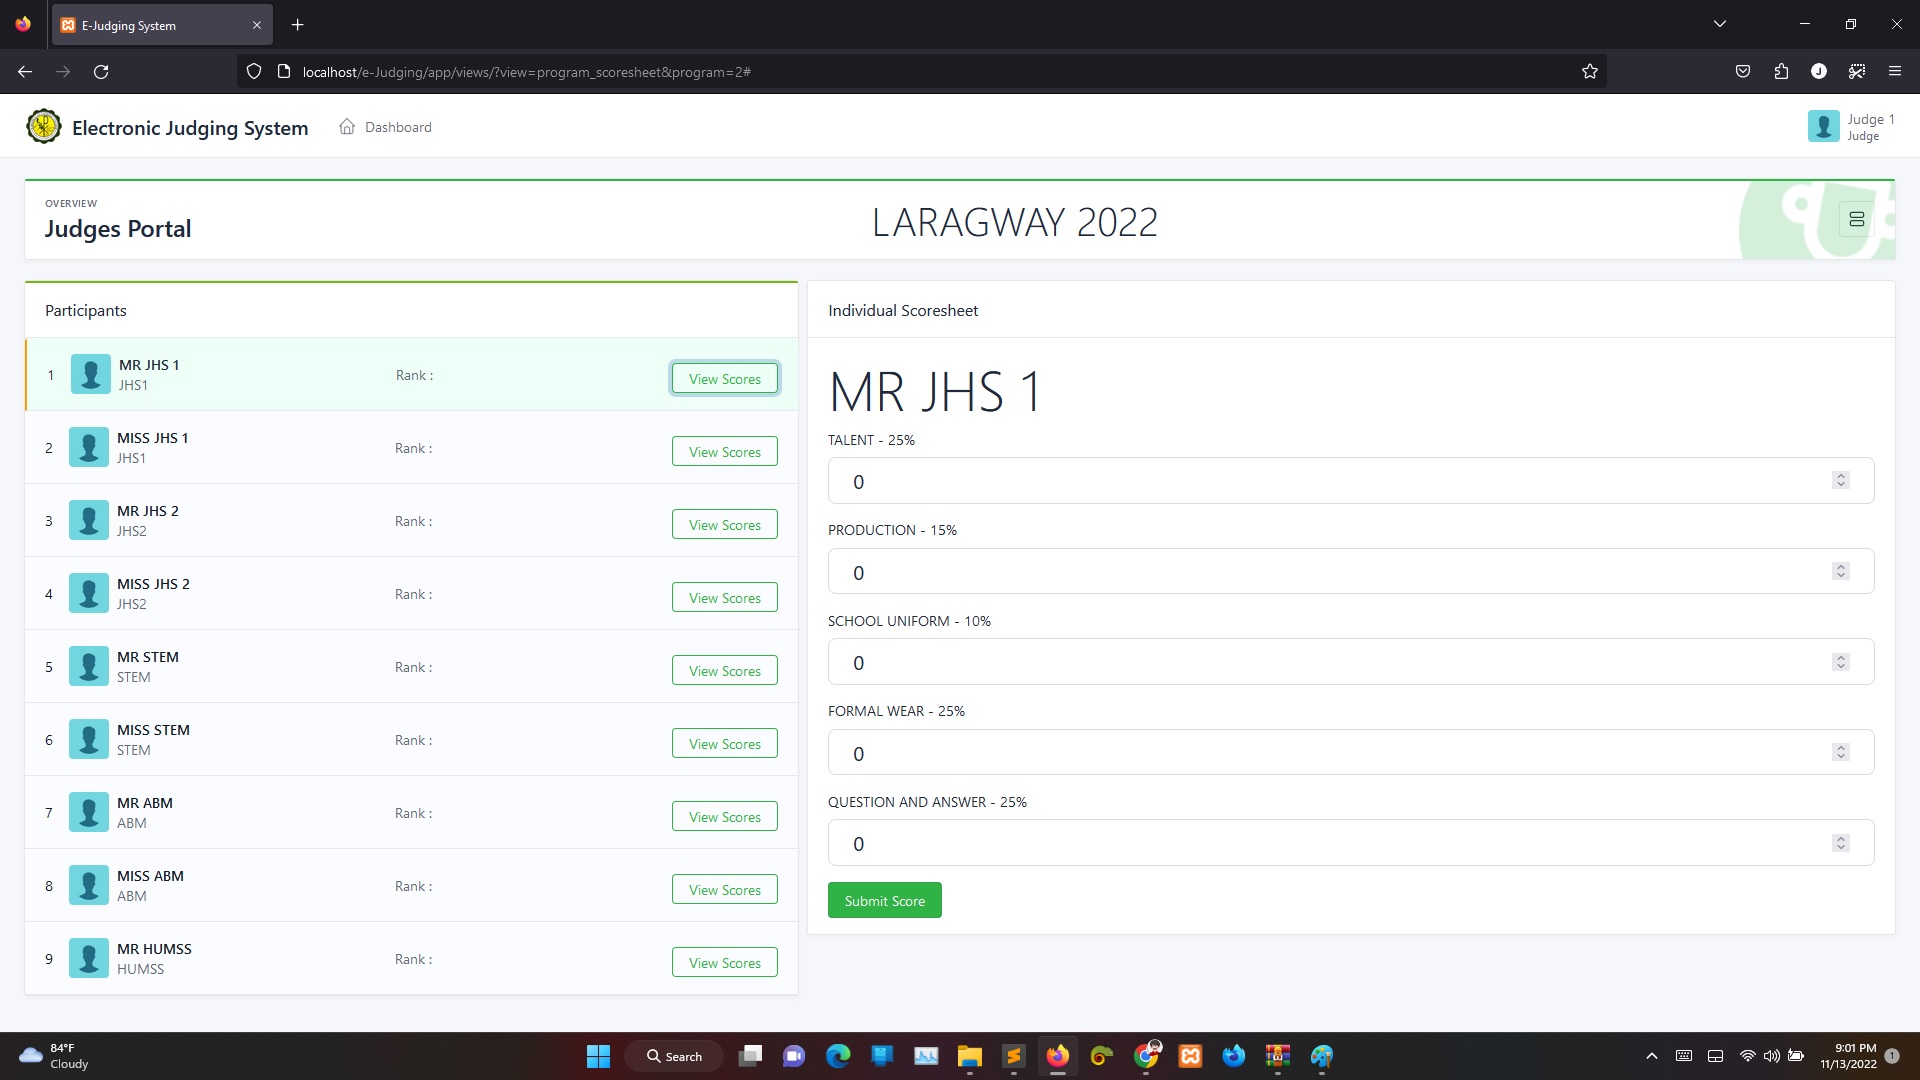 E-Judging System
localhost/e-Judging/app/views/?view=program_scoresheet&program=2#
J
Electronic Judging System
Dashboard
Judge 1
Judge
OVERVIEW
Judges Portal
LARAGWAY 2022
Participants
1
MR JHS 1
JHS1
Rank :
View Scores
2
MISS JHS 1
JHS1
Rank :
View Scores
3
MR JHS 2
JHS2
Rank :
View Scores
4
MISS JHS 2
JHS2
Rank :
View Scores
5
MR STEM
STEM
Rank :
View Scores
6
MISS STEM
STEM
Rank :
View Scores
7
MR ABM
ABM
Rank :
View Scores
8
MISS ABM
ABM
Rank :
View Scores
9
MR HUMSS
HUMSS
Rank :
View Scores
Individual Scoresheet
MR JHS 1
TALENT - 25%
0
PRODUCTION - 15%
0
SCHOOL UNIFORM - 10%
0
FORMAL WEAR - 25%
0
QUESTION AND ANSWER - 25%
0
Submit Score
84°F
Cloudy
Search
9:01 PM
11/13/2022
1